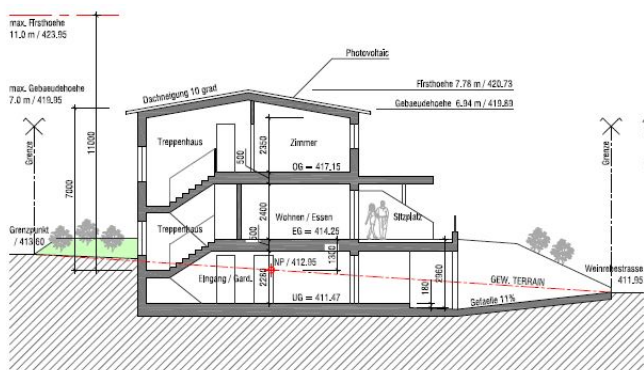 max. Firsthoehe
11.0 m / 423.95
Photovoltaic
max. Gebaeudehoehe
7.0 m / 419.95
Dachneigung 10 grad
Firsthoehe 7.78 m / 420.73
Gebaeudehoehe 6.94 m / 419.89
Grenze
Grenze
11000
7000
Treppenhaus
500
2350
Zimmer
OG = 417.15
Grenzpunkt
/ 413.60
Treppenhaus
500
2400
Wohnen / Essen
EG = 414.25
Sitzplatz
NP / 412.95
1300
Eingang / Gard.
2280
UG = 411.47
180
2960
GEW. TERRAIN
Gefaelle 11%
Weinrebestrasse
411.95